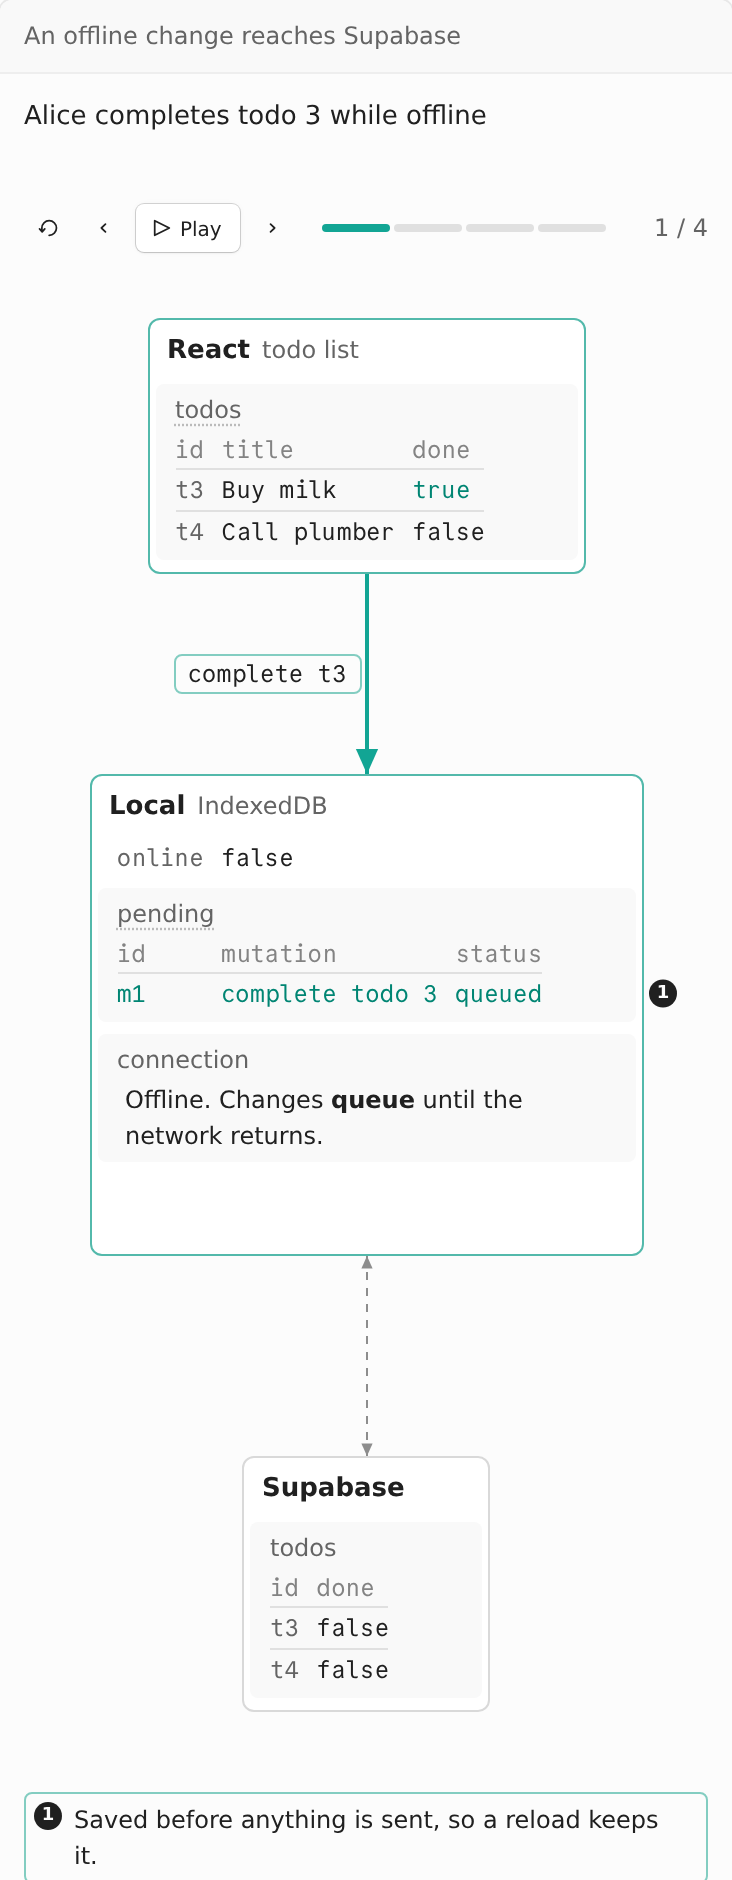 An offline change reaches Supabase
Alice completes todo 3 while offline
Play
1 / 4
React todo list
todos
id title done
t3 Buy milk true
t4 Call plumber false
complete t3
Local IndexedDB
online false
pending
id mutation status
m1 complete todo 3 queued
1
connection
Offline. Changes queue until the
network returns.
Supabase
todos
id done
t3 false
t4 false
1 Saved before anything is sent, so a reload keeps
it.